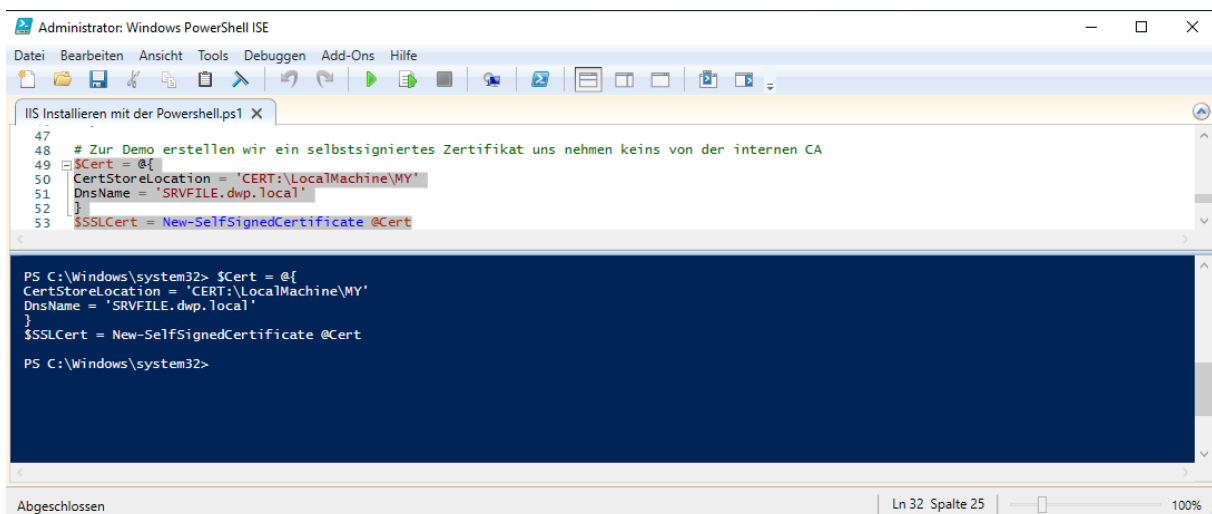 Administrator: Windows PowerShell ISE
Datei Bearbeiten Ansicht Tools Debuggen Add-Ons Hilfe
IIS Installieren mit der Powershell.ps1
47
48 # Zur Demo erstellen wir ein selbstsigniertes Zertifikat uns nehmen keins von der internen CA
49 $Cert = @{
50 CertStoreLocation = 'CERT:\LocalMachine\MY'
51 DnsName = 'SRVFILE.dwp.local'
52 }
53 $SSLCert = New-SelfSignedCertificate @Cert
PS C:\Windows\system32> $Cert = @{
CertStoreLocation = 'CERT:\LocalMachine\MY'
DnsName = 'SRVFILE.dwp.local'
}
$SSLCert = New-SelfSignedCertificate @Cert
PS C:\Windows\system32>
Abgeschlossen
Ln 32 Spalte 25
100%